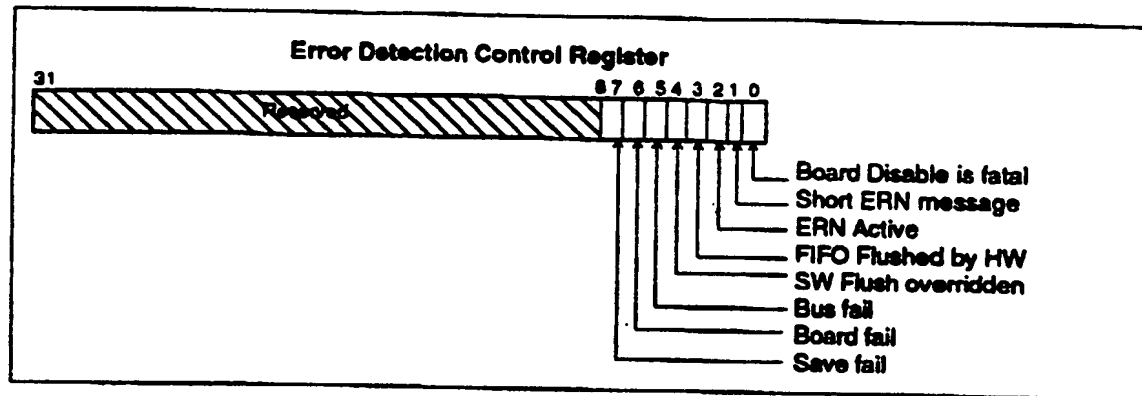 Error Detection Control Register
31 8 7 6 5 4 3 2 1 0
Reserved
Board Disable is fatal
Short ERN message
ERN Active
FIFO Flushed by HW
SW Flush overridden
Bus fail
Board fail
Save fail